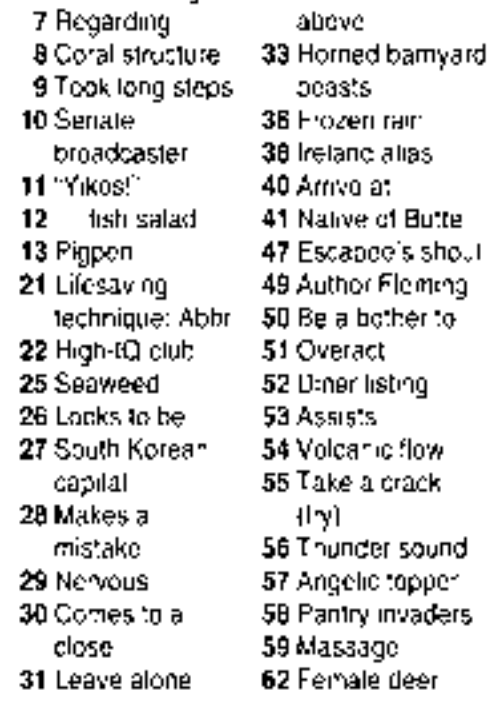 7 Regarding
8 Coral structure
9 Took long steps
10 Senate
broadcaster
11 "Yikes!"
12 fish salad
13 Pigpen
21 Lifesaving
technique: Abbr
22 High-IQ club
25 Seaweed
26 Looks to be
27 South Korean
capital
28 Makes a
mistake
29 Nervous
30 Comes to a
close
31 Leave alone
above
33 Horned barnyard
beasts
36 Frozen rain
38 Ireland alias
40 Arrive at
41 Native of Butte
47 Escapee's shout
49 Author Fleming
50 Be a bother to
51 Overact
52 Diner listing
53 Assists
54 Volcanic flow
55 Take a crack
(try)
56 Thunder sound
57 Angelic topper
58 Pantry invaders
59 Massage
62 Female deer